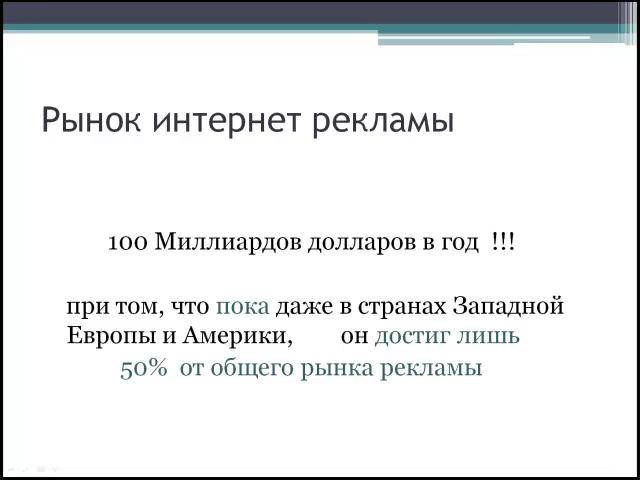 Рынок интернет рекламы
100 Миллиардов долларов в год !!!
при том, что пока даже в странах Западной
Европы и Америки, он достиг лишь
50% от общего рынка рекламы